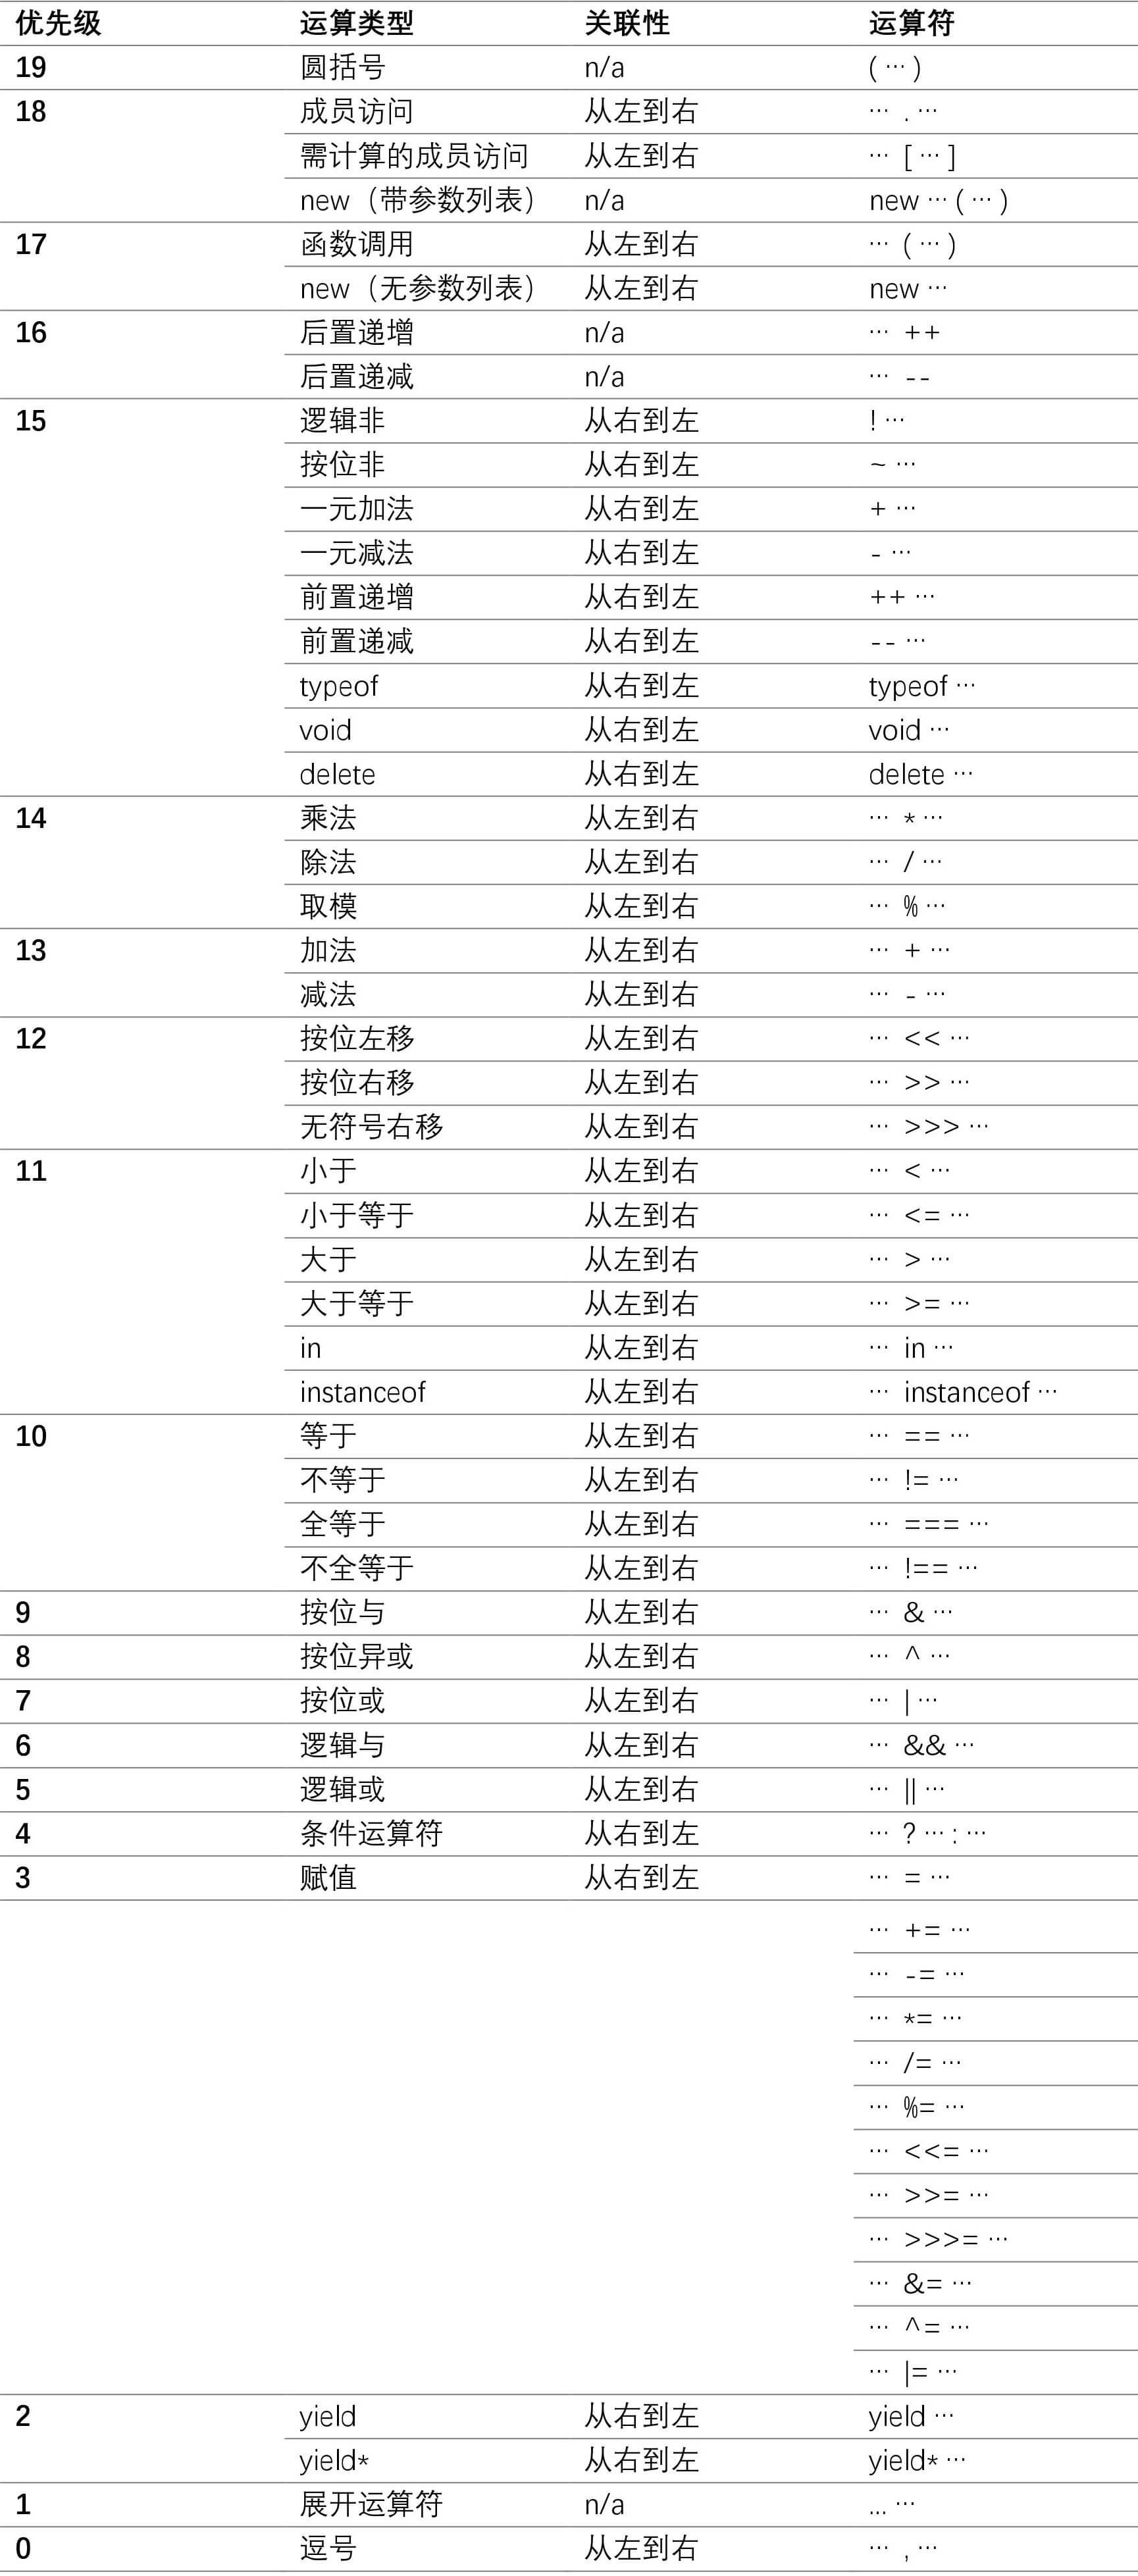 优先级 运算类型 关联性 运算符
19 圆括号 n/a ( … )
18 成员访问 从左到右 … . …
需计算的成员访问 从左到右 … [ … ]
new（带参数列表） n/a new … ( … )
17 函数调用 从左到右 … ( … )
new（无参数列表） 从左到右 new …
16 后置递增 n/a … ++
后置递减 n/a … --
15 逻辑非 从右到左 ! …
按位非 从右到左 ~ …
一元加法 从右到左 + …
一元减法 从右到左 - …
前置递增 从右到左 ++ …
前置递减 从右到左 -- …
typeof 从右到左 typeof …
void 从右到左 void …
delete 从右到左 delete …
14 乘法 从左到右 … * …
除法 从左到右 … / …
取模 从左到右 … % …
13 加法 从左到右 … + …
减法 从左到右 … - …
12 按位左移 从左到右 … << …
按位右移 从左到右 … >> …
无符号右移 从左到右 … >>> …
11 小于 从左到右 … < …
小于等于 从左到右 … <= …
大于 从左到右 … > …
大于等于 从左到右 … >= …
in 从左到右 … in …
instanceof 从左到右 … instanceof …
10 等于 从左到右 … == …
不等于 从左到右 … != …
全等于 从左到右 … === …
不全等于 从左到右 … !== …
9 按位与 从左到右 … & …
8 按位异或 从左到右 … ^ …
7 按位或 从左到右 … | …
6 逻辑与 从左到右 … && …
5 逻辑或 从左到右 … || …
4 条件运算符 从右到左 … ? … : …
3 赋值 从右到左 … = …
… += …
… -= …
… *= …
… /= …
… %= …
… <<= …
… >>= …
… >>>= …
… &= …
… ^= …
… |= …
2 yield 从右到左 yield …
yield* 从右到左 yield* …
1 展开运算符 n/a ... …
0 逗号 从左到右 … , …